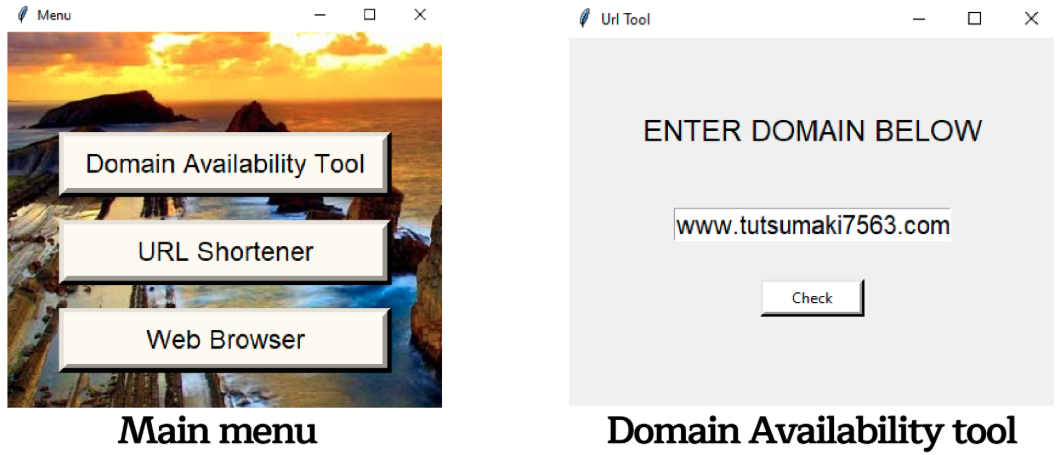 Menu
Domain Availability Tool
URL Shortener
Web Browser
Main menu
Url Tool
ENTER DOMAIN BELOW
www.tutsumaki7563.com
Check
Domain Availability tool